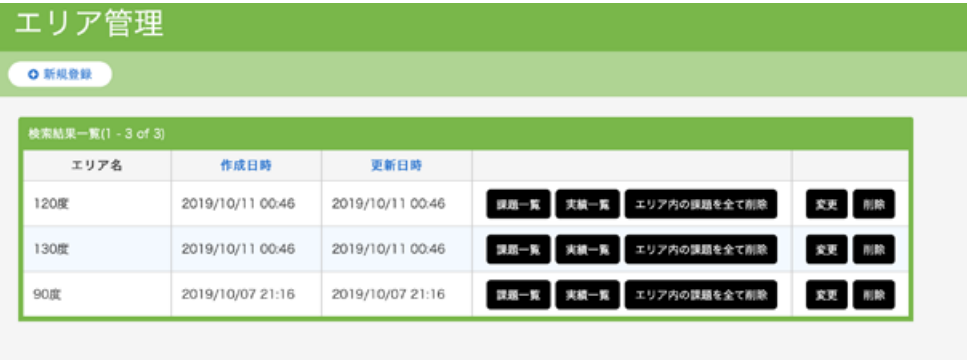 エリア管理
新規登録
検索結果一覧(1 - 3 of 3)
エリア名 作成日時 更新日時
120度 2019/10/11 00:46 2019/10/11 00:46 課題一覧 実績一覧 エリア内の課題を全て削除 変更 削除
130度 2019/10/11 00:46 2019/10/11 00:46 課題一覧 実績一覧 エリア内の課題を全て削除 変更 削除
90度 2019/10/07 21:16 2019/10/07 21:16 課題一覧 実績一覧 エリア内の課題を全て削除 変更 削除